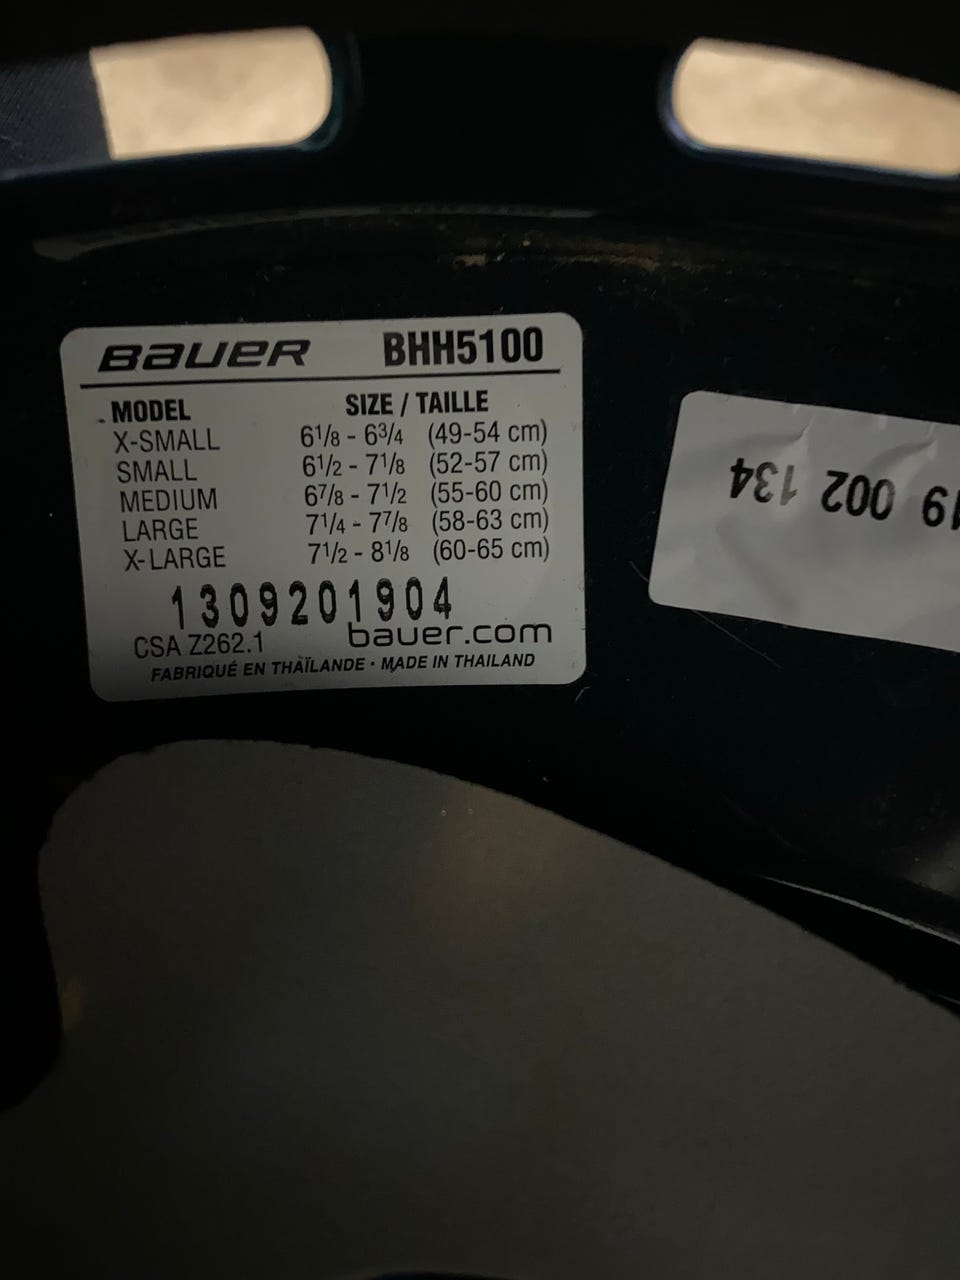 BAUER BHH5100
MODEL SIZE / TAILLE
X-SMALL 6 1/8 - 6 3/4 (49-54 cm)
SMALL 6 1/2 - 7 1/8 (52-57 cm)
MEDIUM 6 7/8 - 7 1/2 (55-60 cm)
LARGE 7 1/4 - 7 7/8 (58-63 cm)
X-LARGE 7 1/2 - 8 1/8 (60-65 cm)
1309201904
CSA Z262.1 bauer.com
FABRIQUÉ EN THAÏLANDE · MADE IN THAILAND
19 002 134